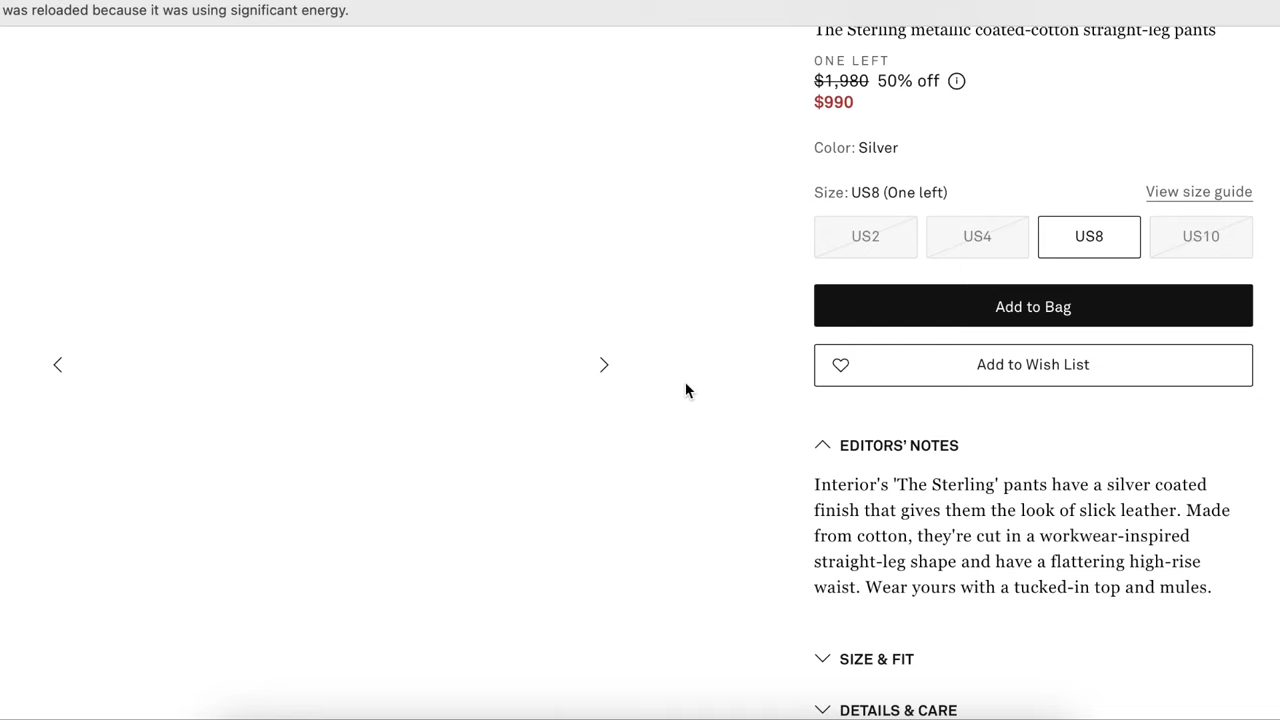 was reloaded because it was using significant energy.
The Sterling metallic coated-cotton straight-leg pants
ONE LEFT
$1,980 50% off
$990
Color: Silver
Size: US8 (One left)
View size guide
US2
US4
US8
US10
Add to Bag
Add to Wish List
EDITORS' NOTES
Interior's 'The Sterling' pants have a silver coated
finish that gives them the look of slick leather. Made
from cotton, they're cut in a workwear-inspired
straight-leg shape and have a flattering high-rise
waist. Wear yours with a tucked-in top and mules.
SIZE & FIT
DETAILS & CARE